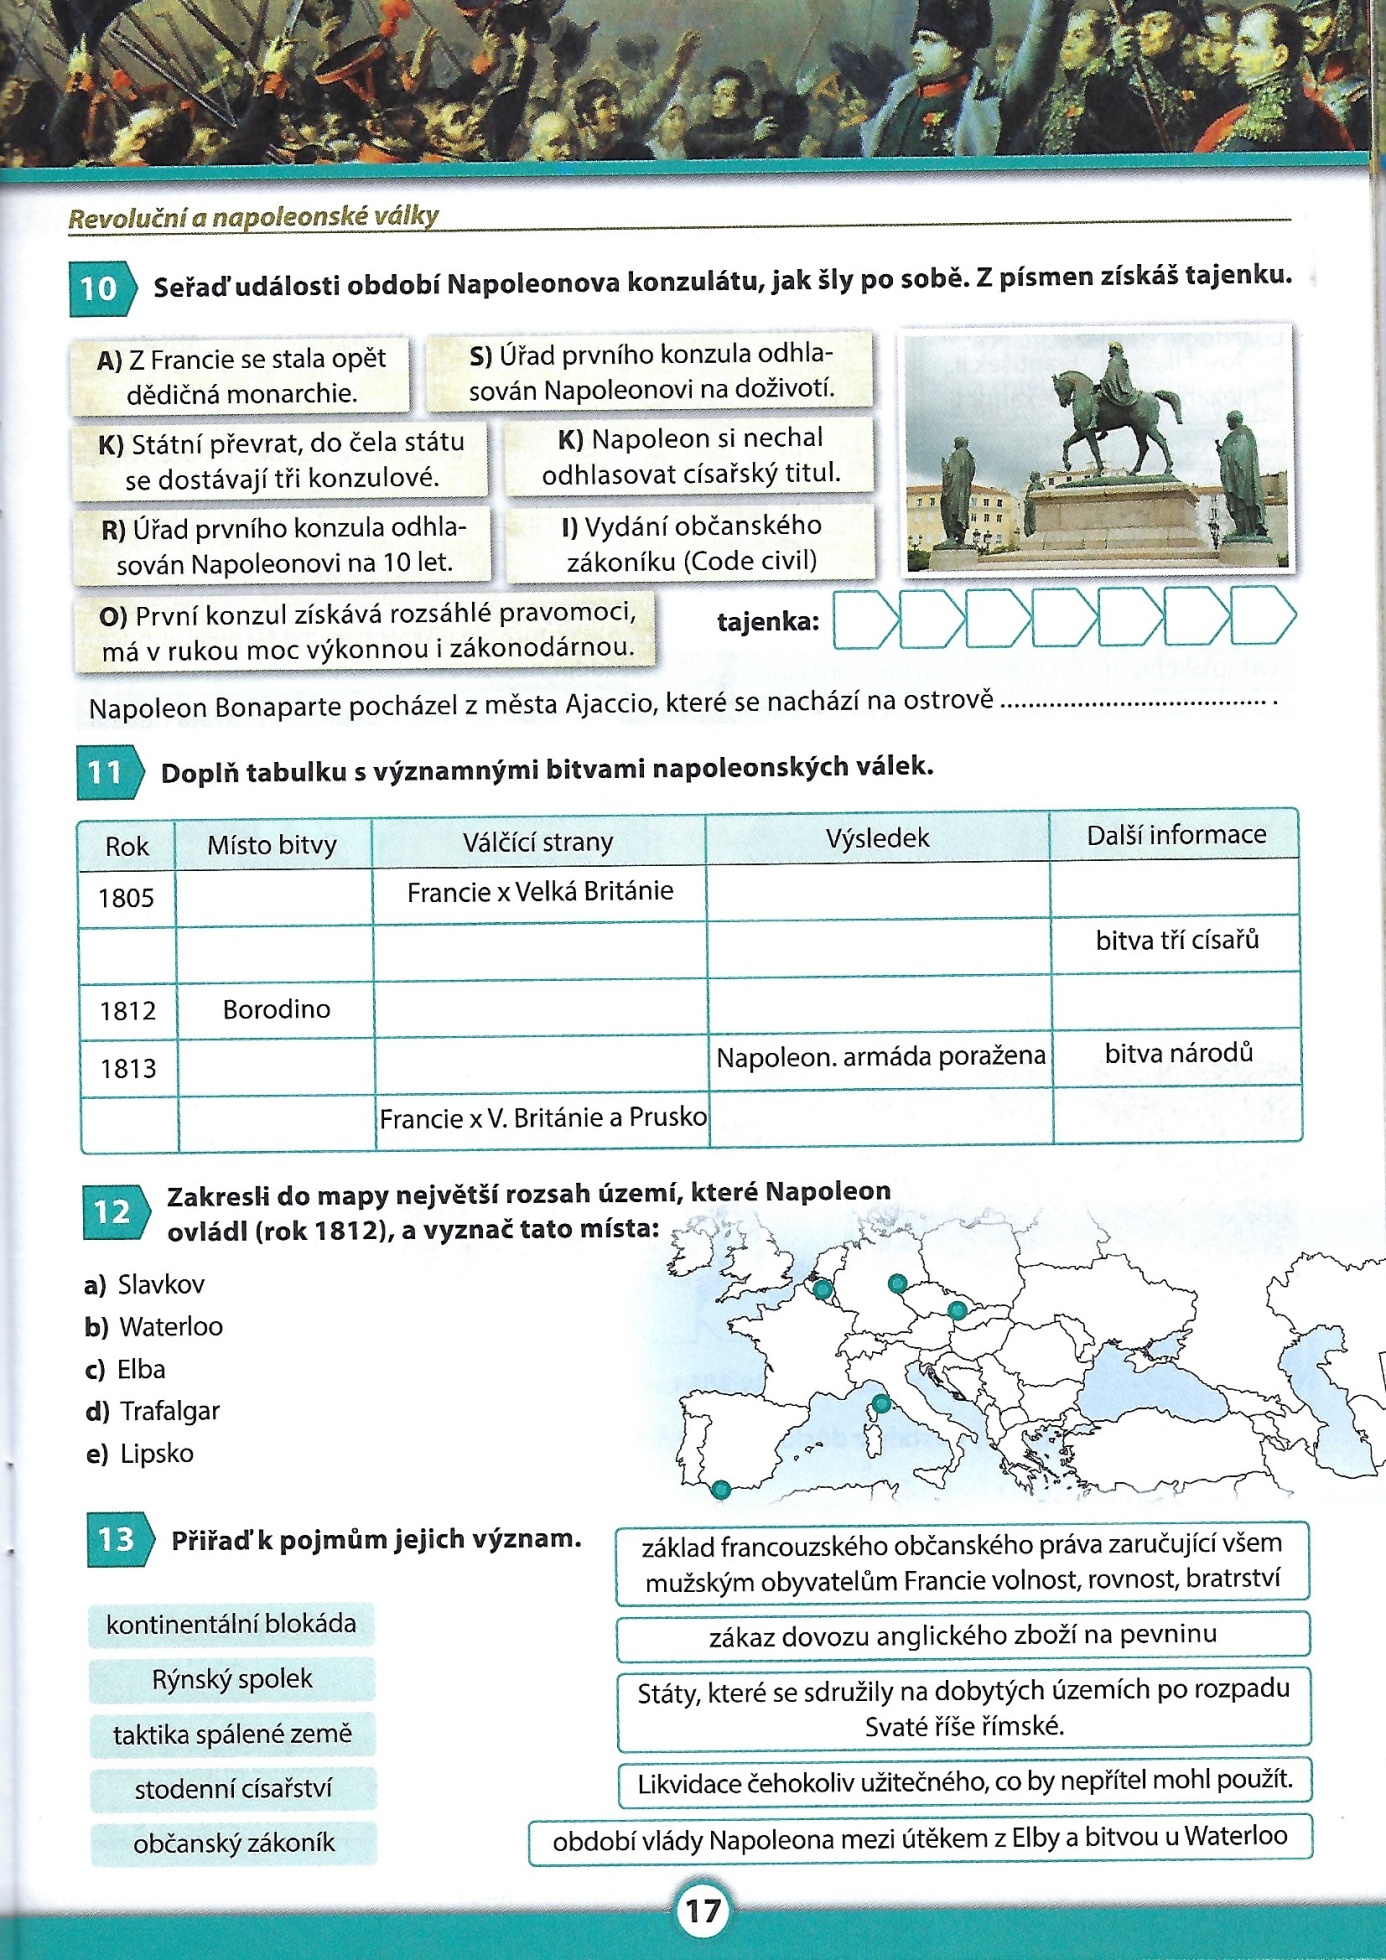 Revoluční a napoleonské války
10 Seřaď události období Napoleonova konzulátu, jak šly po sobě. Z písmen získáš tajenku.
A) Z Francie se stala opět
dědičná monarchie.
S) Úřad prvního konzula odhla-
sován Napoleonovi na doživotí.
K) Státní převrat, do čela státu
se dostávají tři konzulové.
K) Napoleon si nechal
odhlasovat císařský titul.
R) Úřad prvního konzula odhla-
sován Napoleonovi na 10 let.
I) Vydání občanského
zákoníku (Code civil)
O) První konzul získává rozsáhlé pravomoci,
má v rukou moc výkonnou i zákonodárnou.
tajenka:
Napoleon Bonaparte pocházel z města Ajaccio, které se nachází na ostrově ..................................... .
11 Doplň tabulku s významnými bitvami napoleonských válek.
Rok Místo bitvy Válčící strany Výsledek Další informace
1805 Francie x Velká Británie
bitva tří císařů
1812 Borodino
1813 Napoleon. armáda poražena bitva národů
Francie x V. Británie a Prusko
12 Zakresli do mapy největší rozsah území, které Napoleon
ovládl (rok 1812), a vyznač tato místa:
a) Slavkov
b) Waterloo
c) Elba
d) Trafalgar
e) Lipsko
13 Přiřaď k pojmům jejich význam.
kontinentální blokáda
Rýnský spolek
taktika spálené země
stodenní císařství
občanský zákoník
základ francouzského občanského práva zaručující všem
mužským obyvatelům Francie volnost, rovnost, bratrství
zákaz dovozu anglického zboží na pevninu
Státy, které se sdružily na dobytých územích po rozpadu
Svaté říše římské.
Likvidace čehokoliv užitečného, co by nepřítel mohl použít.
období vlády Napoleona mezi útěkem z Elby a bitvou u Waterloo
17